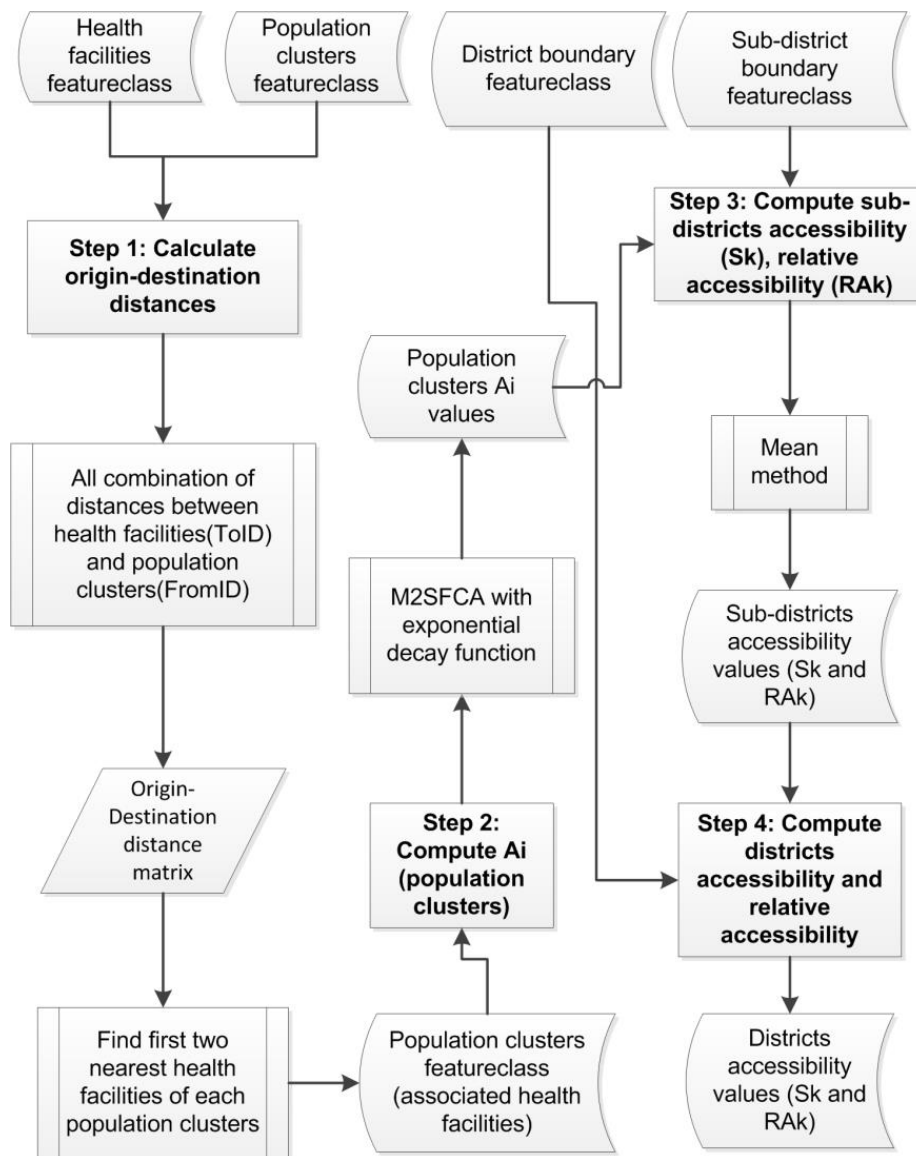 Health
facilities
featureclass
Population
clusters
featureclass
District boundary
featureclass
Sub-district
boundary
featureclass
Step 1: Calculate
origin-destination
distances
Step 3: Compute sub-
districts accessibility
(Sk), relative
accessibility (RAk)
Population
clusters Ai
values
All combination of
distances between
health facilities(ToID)
and population
clusters(FromID)
Mean
method
M2SFCA with
exponential
decay function
Sub-districts
accessibility
values (Sk and
RAk)
Origin-
Destination
distance
matrix
Step 2:
Compute Ai
(population
clusters)
Step 4: Compute
districts
accessibility and
relative
accessibility
Find first two
nearest health
facilities of each
population clusters
Population clusters
featureclass
(associated health
facilities)
Districts
accessibility
values (Sk and
RAk)